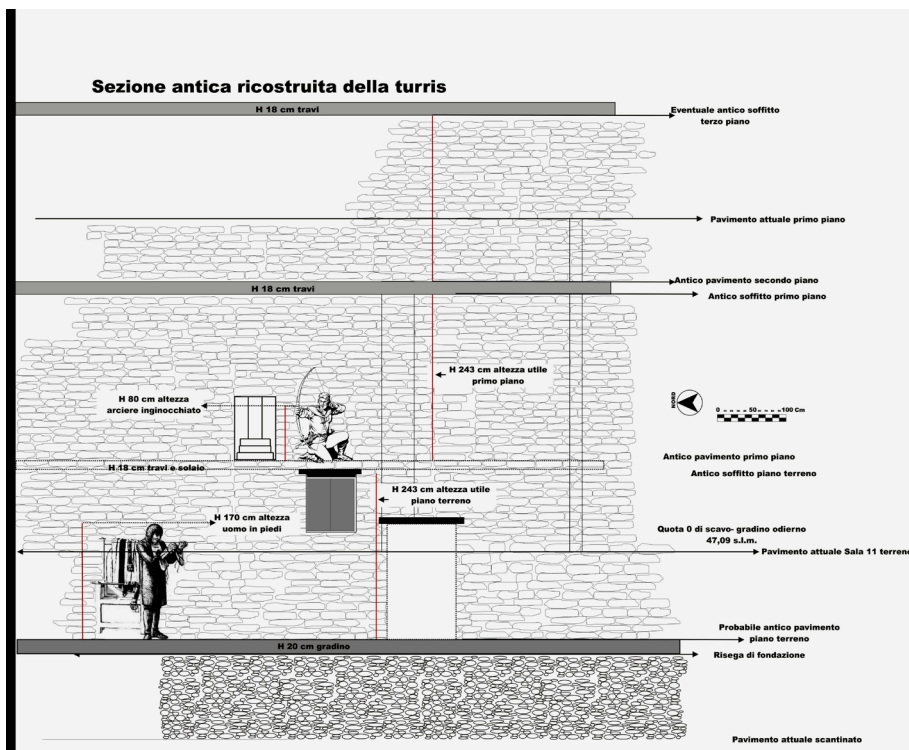 Sezione antica ricostruita della turris
H 18 cm travi
Eventuale antico soffitto
terzo piano
Pavimento attuale primo piano
Antico pavimento secondo piano
H 18 cm travi
Antico soffitto primo piano
H 243 cm altezza utile
primo piano
H 80 cm altezza
arciere inginocchiato
NORD
0 50 100 Cm
Antico pavimento primo piano
H 18 cm travi e solaio
Antico soffitto piano terreno
H 243 cm altezza utile
piano terreno
H 170 cm altezza
uomo in piedi
Quota 0 di scavo- gradino odierno
47,09 s.l.m.
Pavimento attuale Sala 11 terreno
Probabile antico pavimento
piano terreno
H 20 cm gradino
Risega di fondazione
Pavimento attuale scantinato